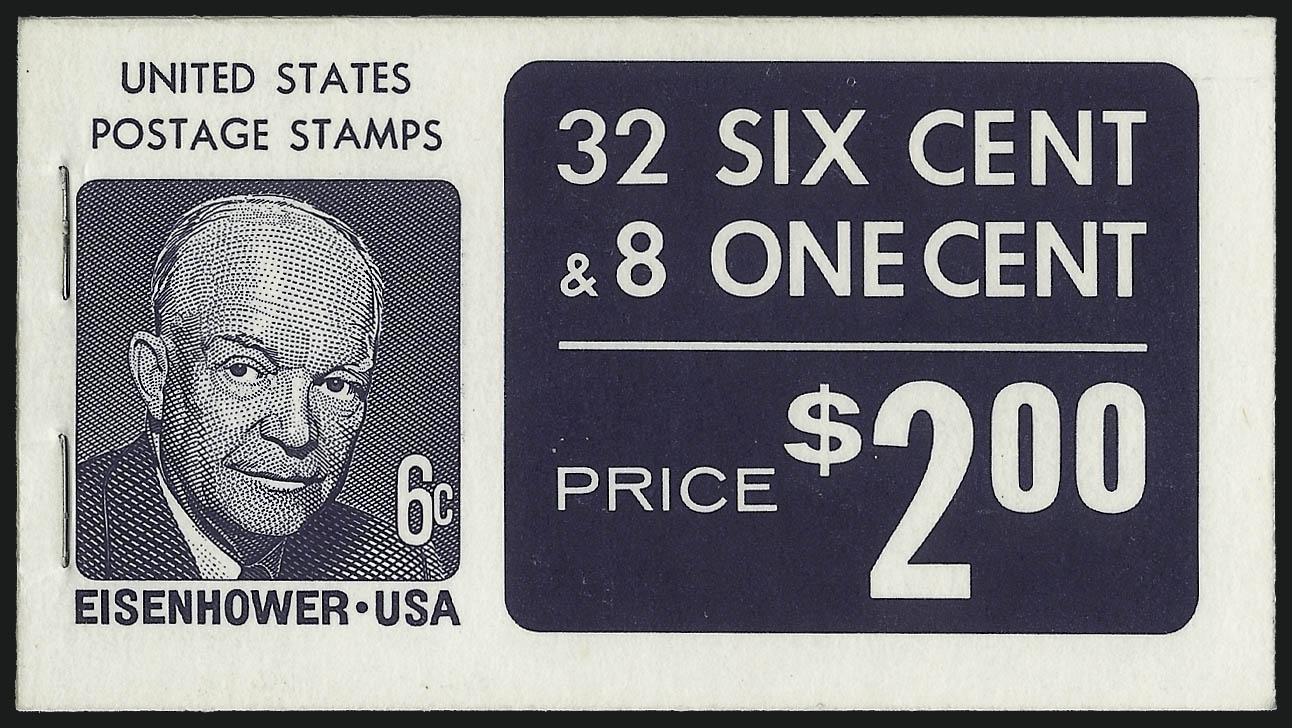 UNITED STATES
POSTAGE STAMPS
6c
EISENHOWER · USA
32 SIX CENT
& 8 ONE CENT
PRICE $2.00